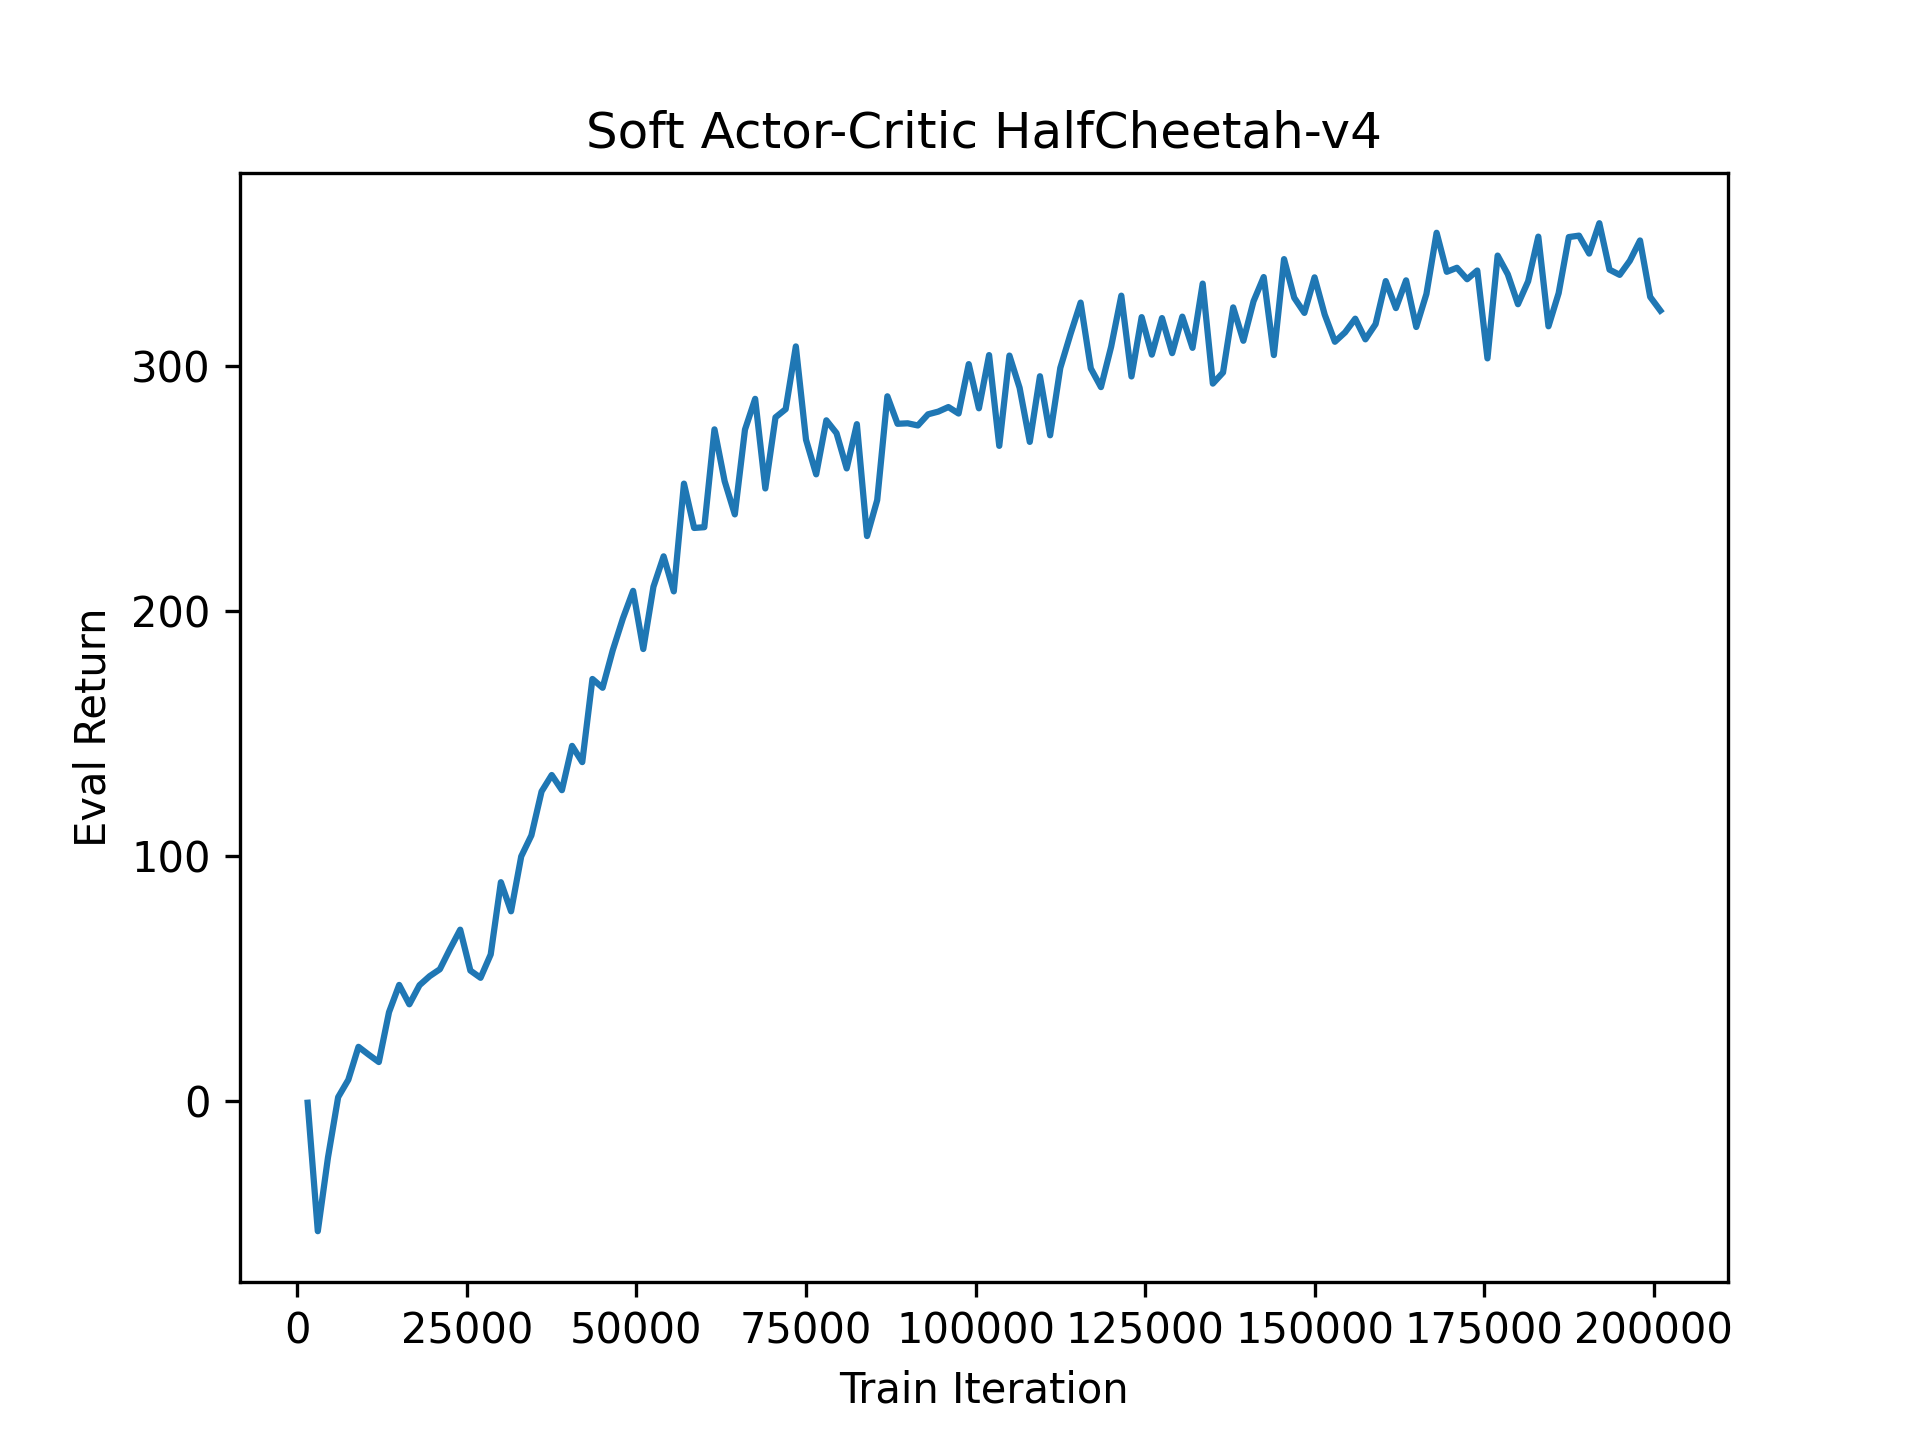 Soft Actor-Critic HalfCheetah-v4
Eval Return
300
200
100
0
0 25000 50000 75000 100000 125000 150000 175000 200000
Train Iteration